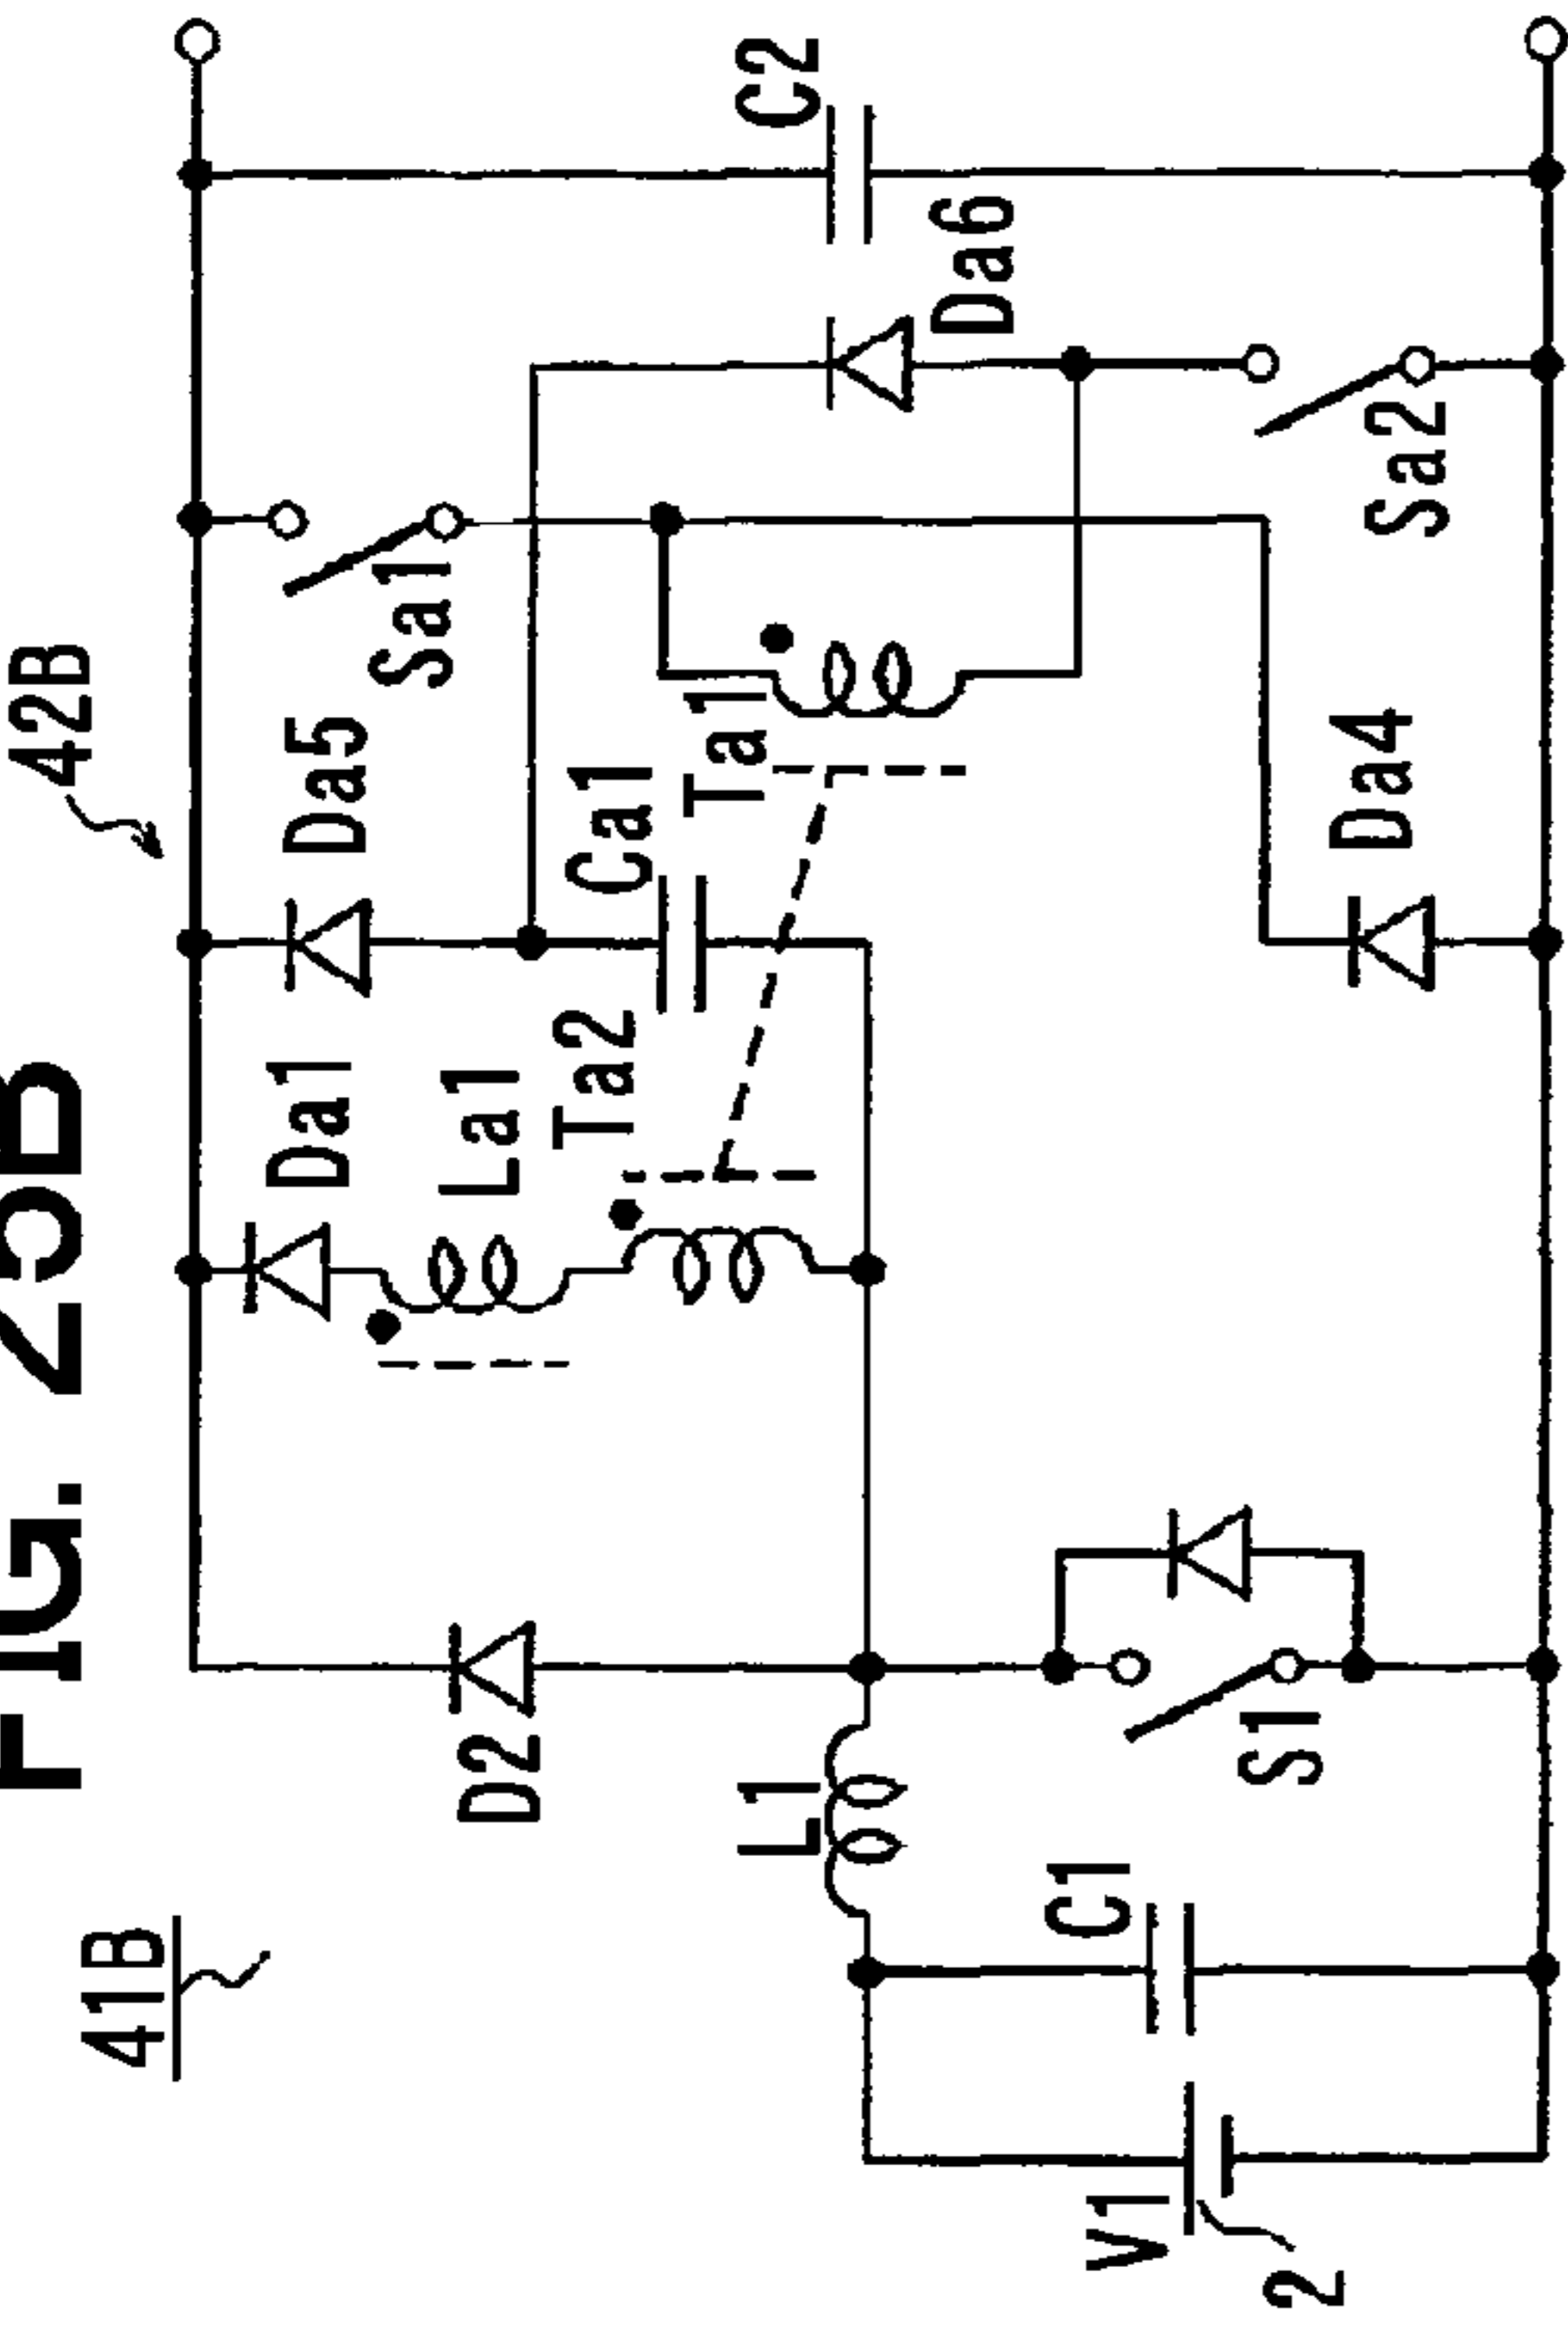 FIG. 25B
41B
42B
D2
Da1
Da5
La1
Sa1
Ta2
Ca1
Ta1
C2
L1
Da6
V1
C1
2
S1
Da4
Sa2